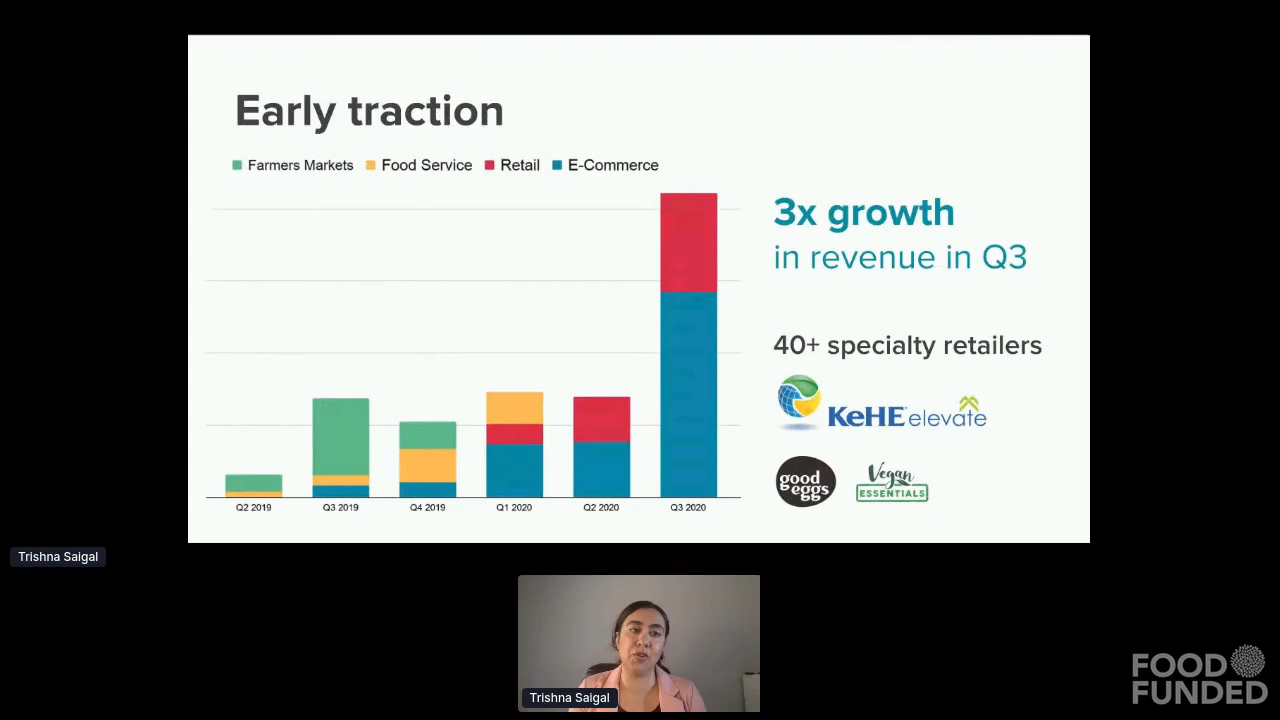 Early traction
Farmers Markets Food Service Retail E-Commerce
3x growth
in revenue in Q3
40+ specialty retailers
KeHE elevate
good
eggs
Vegan
ESSENTIALS
Q2 2019 Q3 2019 Q4 2019 Q1 2020 Q2 2020 Q3 2020
Trishna Saigal
Trishna Saigal
FOOD
FUNDED